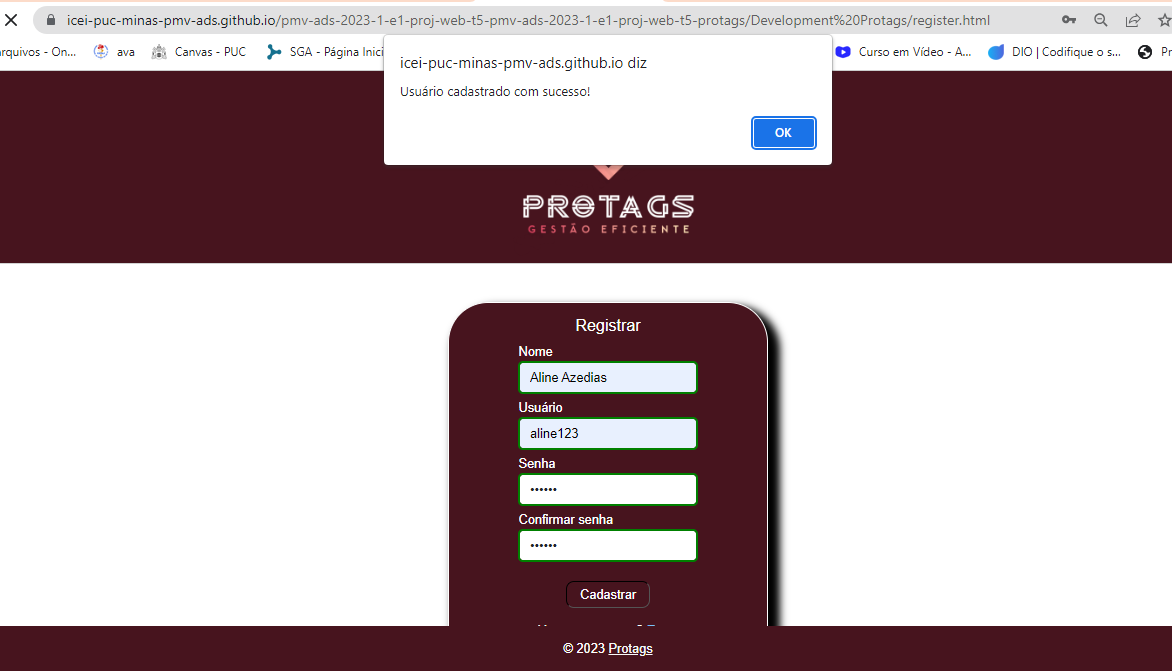 icei-puc-minas-pmv-ads.github.io/pmv-ads-2023-1-e1-proj-web-t5-pmv-ads-2023-1-e1-proj-web-t5-protags/Development%20Protags/register.html
arquivos - On... ava Canvas - PUC SGA - Página Inici Curso em Vídeo - A... DIO | Codifique o s...
icei-puc-minas-pmv-ads.github.io diz
Usuário cadastrado com sucesso!
OK
PROTAGS
GESTÃO EFICIENTE
Registrar
Nome
Aline Azedias
Usuário
aline123
Senha
••••••
Confirmar senha
••••••
Cadastrar
© 2023 Protags